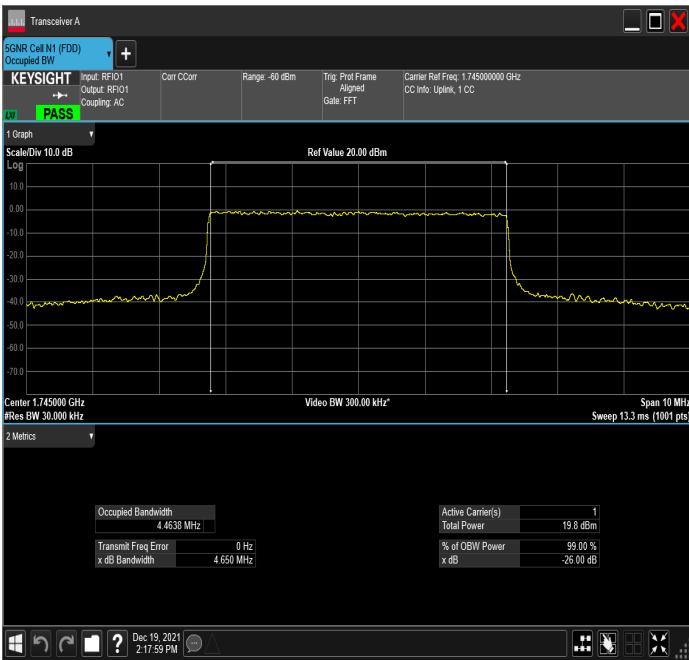 Transceiver A
5GNR Cell N1 (FDD)
Occupied BW
KEYSIGHT
Input: RFIO1
Output: RFIO1
Coupling: AC
Corr CCorr
Range: -60 dBm
Trig: Prot Frame
Aligned
Gate: FFT
Carrier Ref Freq: 1.745000000 GHz
CC Info: Uplink, 1 CC
LXI
PASS
1 Graph
Scale/Div 10.0 dB
Ref Value 20.00 dBm
Log
10.0
0.00
-10.0
-20.0
-30.0
-40.0
-50.0
-60.0
-70.0
Center 1.745000 GHz
Video BW 300.00 kHz*
Span 10 MHz
#Res BW 30.000 kHz
Sweep 13.3 ms (1001 pts)
2 Metrics
Occupied Bandwidth
4.4638 MHz
Transmit Freq Error 0 Hz
x dB Bandwidth 4.650 MHz
Active Carrier(s) 1
Total Power 19.8 dBm
% of OBW Power 99.00 %
x dB -26.00 dB
?
Dec 19, 2021
2:17:59 PM